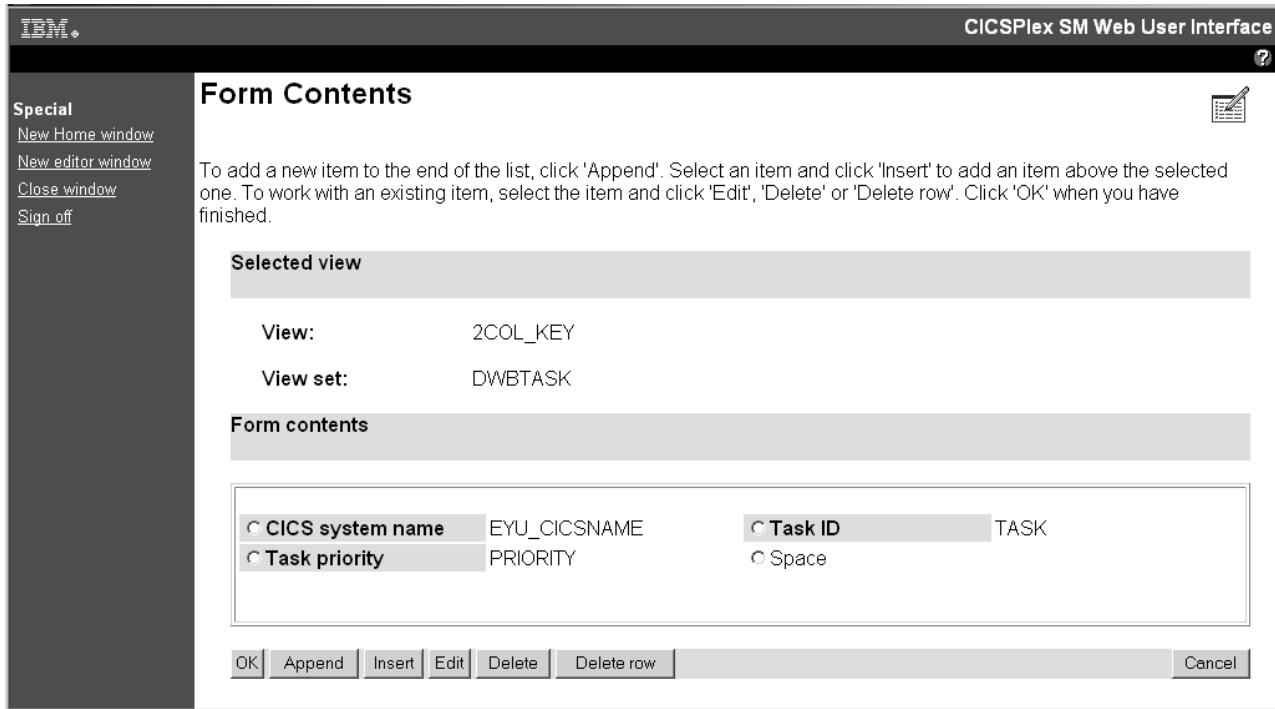 IBM.
CICSPlex SM Web User Interface
?
Special
New Home window
New editor window
Close window
Sign off
Form Contents
To add a new item to the end of the list, click 'Append'. Select an item and click 'Insert' to add an item above the selected
one. To work with an existing item, select the item and click 'Edit', 'Delete' or 'Delete row'. Click 'OK' when you have
finished.
Selected view
View: 2COL_KEY
View set: DWBTASK
Form contents
CICS system name EYU_CICSNAME Task ID TASK
Task priority PRIORITY Space
OK Append Insert Edit Delete Delete row Cancel